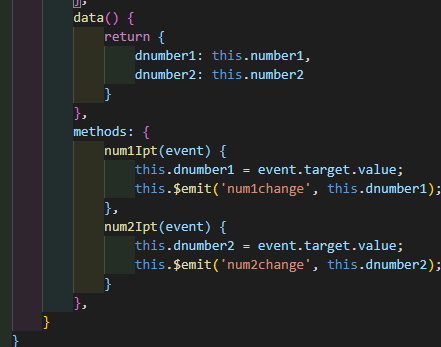 },
data() {
return {
dnumber1: this.number1,
dnumber2: this.number2
}
},
methods: {
num1Ipt(event) {
this.dnumber1 = event.target.value;
this.$emit('num1change', this.dnumber1);
},
num2Ipt(event) {
this.dnumber2 = event.target.value;
this.$emit('num2change', this.dnumber2);
}
},
}
}